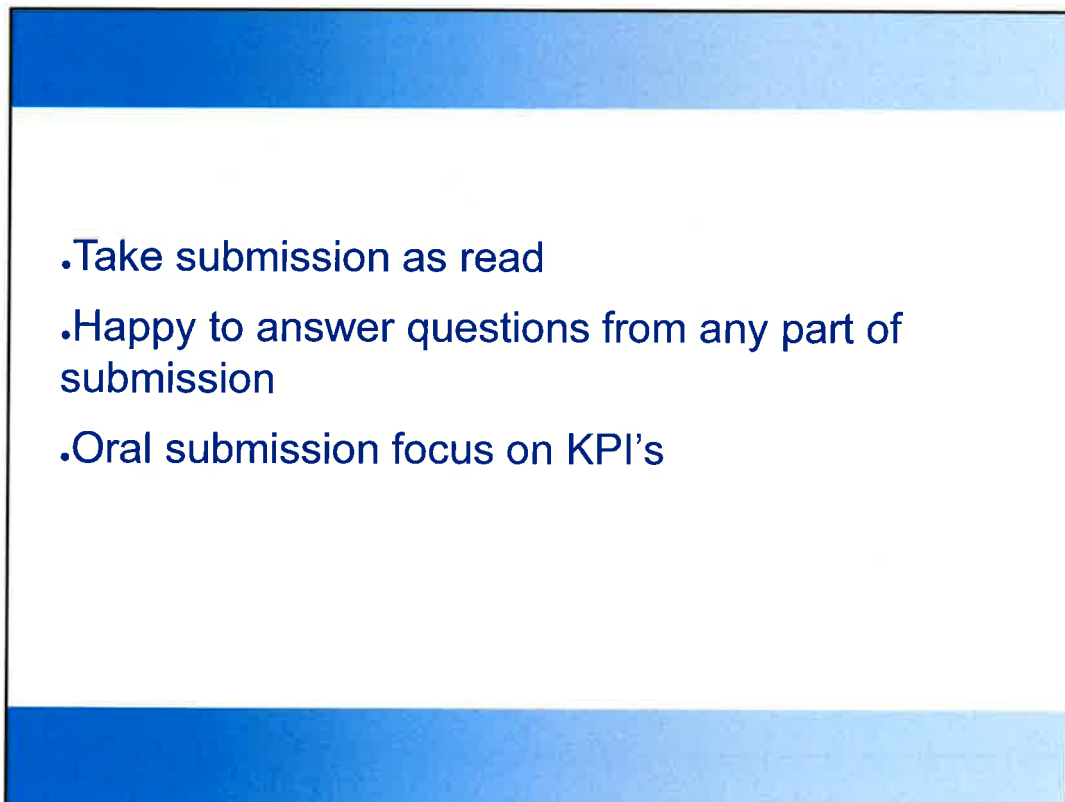 .Take submission as read
.Happy to answer questions from any part of
submission
.Oral submission focus on KPI's